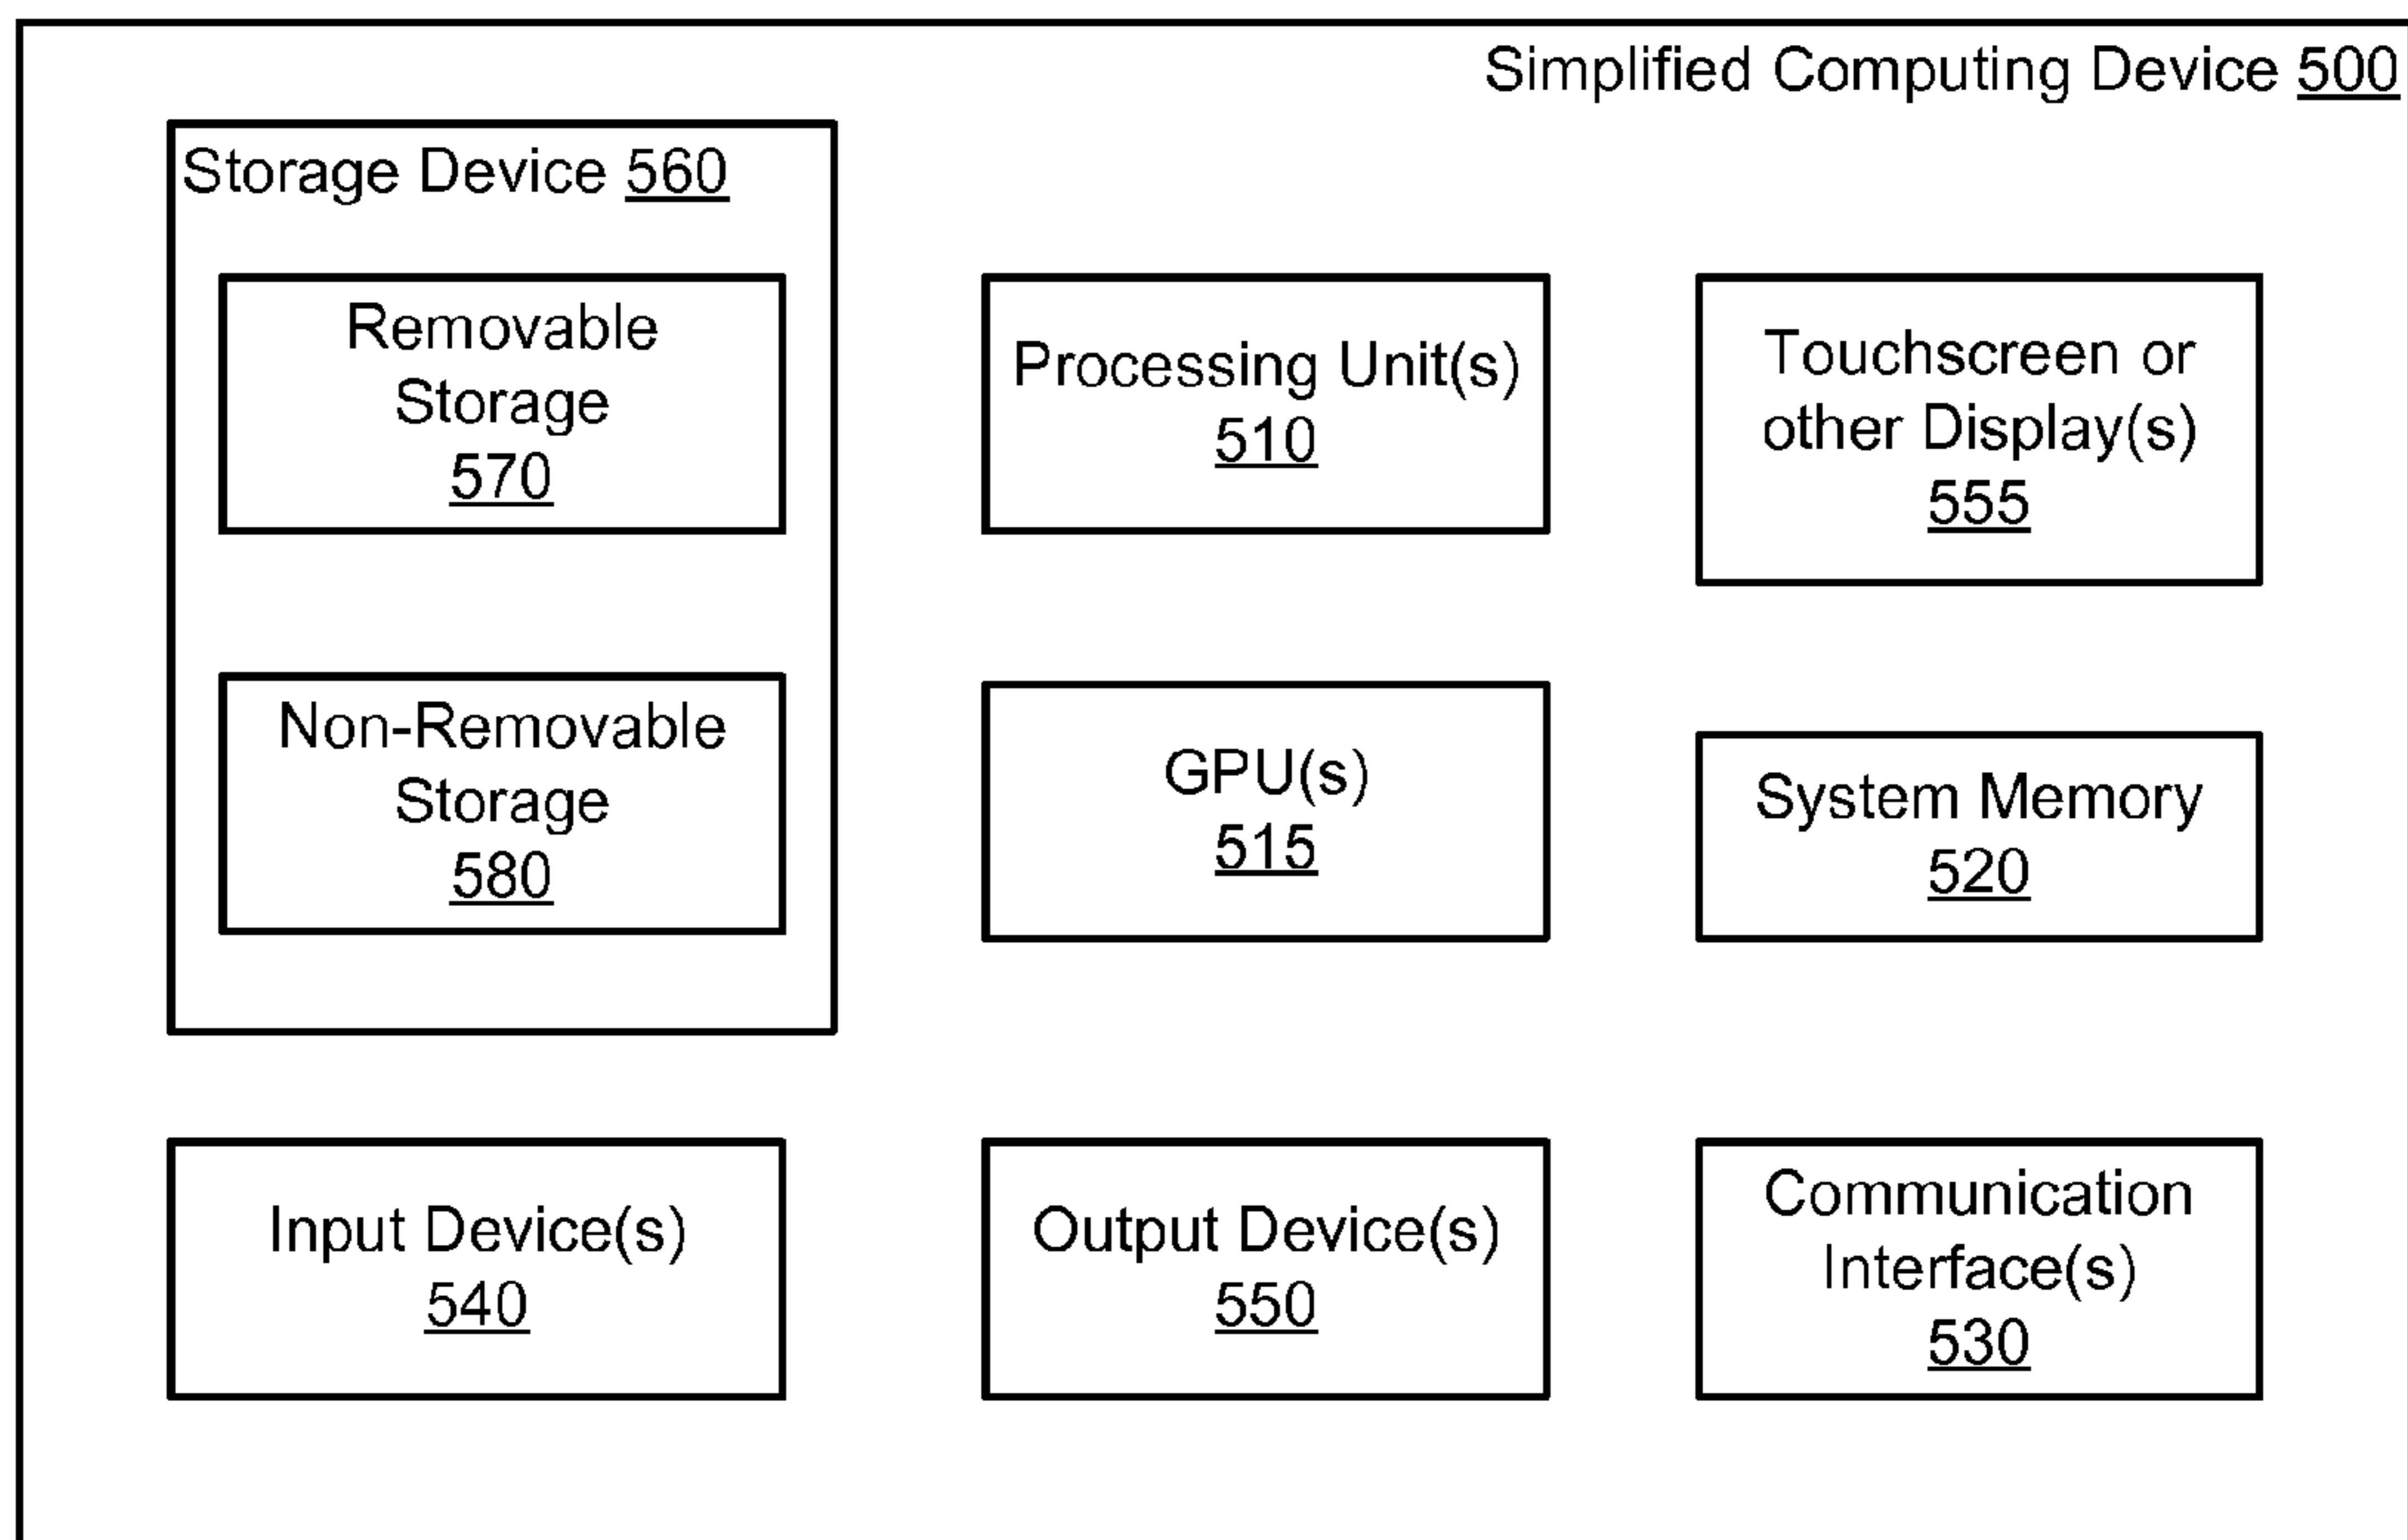 Simplified Computing Device 500
Storage Device 560
Removable
Storage
570
Processing Unit(s)
510
Touchscreen or
other Display(s)
555
Non-Removable
Storage
580
GPU(s)
515
System Memory
520
Input Device(s)
540
Output Device(s)
550
Communication
Interface(s)
530